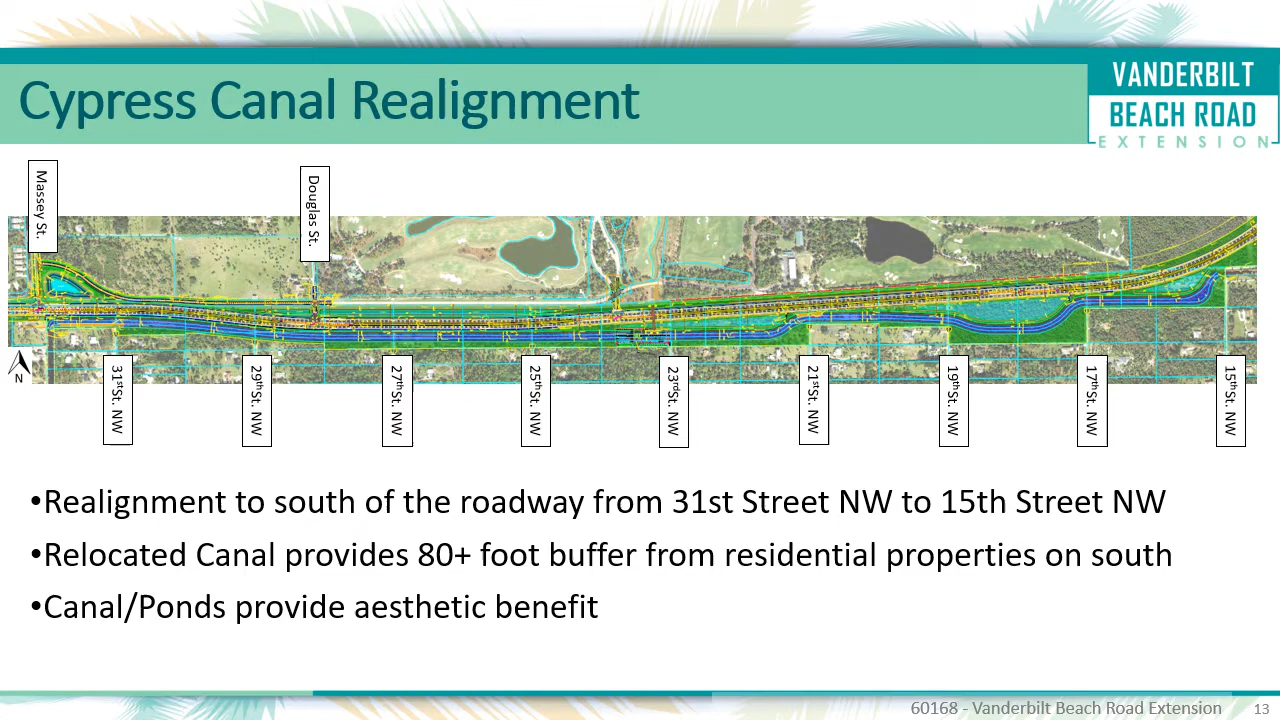 Cypress Canal Realignment
VANDERBILT
BEACH ROAD
EXTENSION
Massey St.
Douglas St.
N
31st St. NW
29th St. NW
27th St. NW
25th St. NW
23rd St. NW
21st St. NW
19th St. NW
17th St. NW
15th St. NW
•Realignment to south of the roadway from 31st Street NW to 15th Street NW
•Relocated Canal provides 80+ foot buffer from residential properties on south
•Canal/Ponds provide aesthetic benefit
60168 - Vanderbilt Beach Road Extension
13